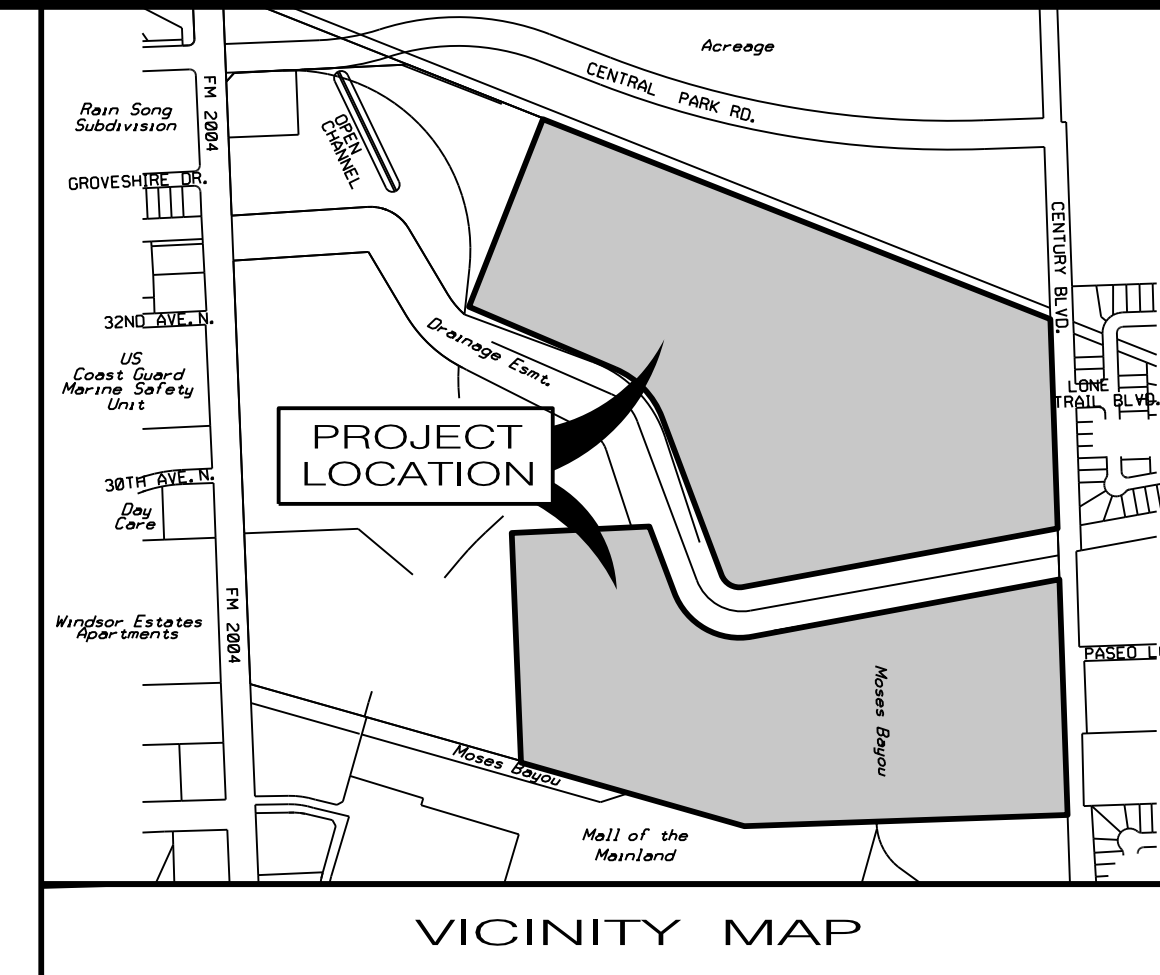 Acreage
CENTRAL PARK RD.
Rain Song
Subdivision
FM 2004
OPEN
CHANNEL
GROVESHIRE DR.
CENTURY BLVD.
32ND AVE. N.
Drainage Esmt.
US
Coast Guard
Marine Safety
Unit
LONE
TRAIL BLVD.
PROJECT
LOCATION
30TH AVE. N.
Day
Care
FM 2004
Windsor Estates
Apartments
PASEO
Moses Bayou
Moses Bayou
Mall of the
Mainland
VICINITY MAP